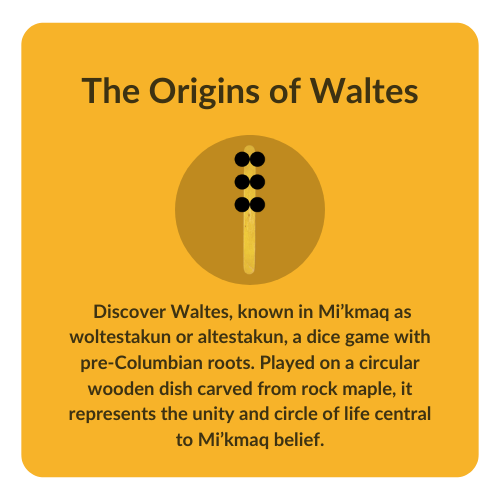 The Origins of Waltes
Discover Waltes, known in Mi’kmaq as
woltestakun or altestakun, a dice game with
pre-Columbian roots. Played on a circular
wooden dish carved from rock maple, it
represents the unity and circle of life central
to Mi’kmaq belief.